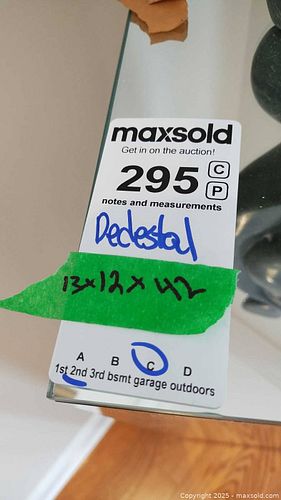 maxsold
Get in on the auction!
295 C
P
notes and measurements
Pedestal
13x12x42
A B C D
1st 2nd 3rd bsmt garage outdoors
Copyright © 2025 - maxsold.com